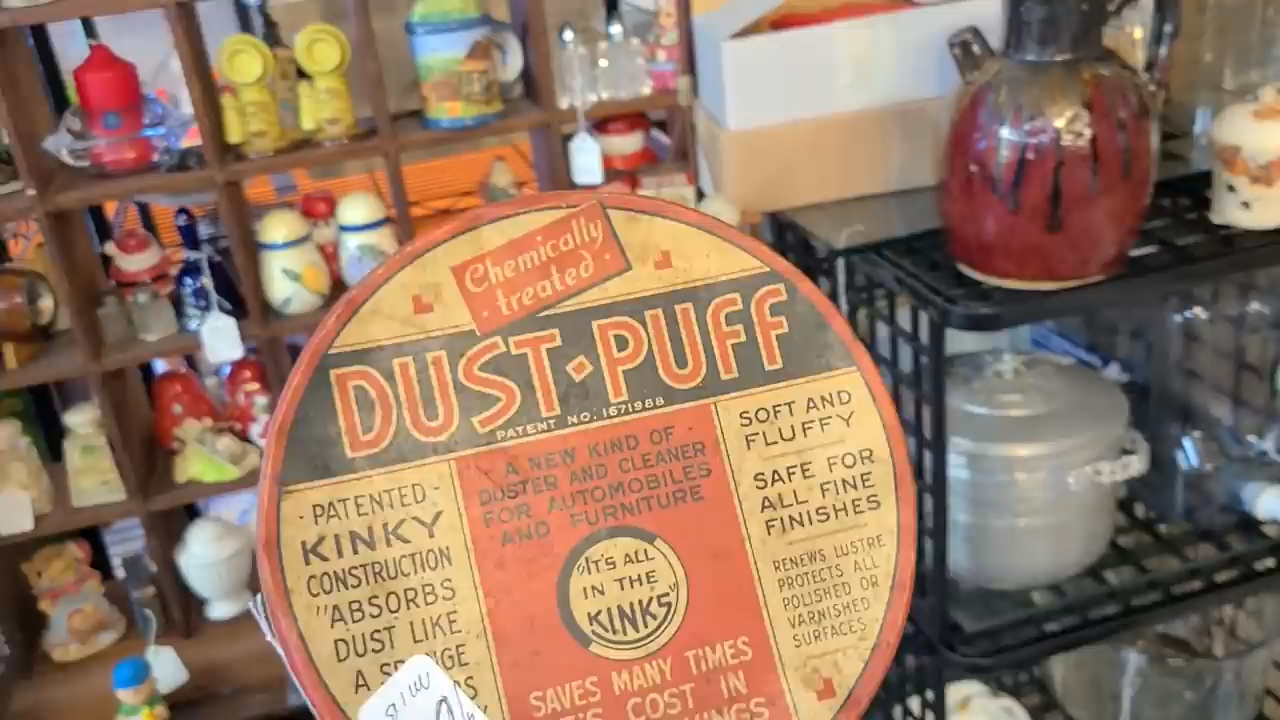 Chemically
treated
DUST·PUFF
PATENT NO. 1671988
PATENTED
KINKY
CONSTRUCTION
"ABSORBS
DUST LIKE
A
A NEW KIND OF
DUSTER AND CLEANER
FOR AUTOMOBILES
AND FURNITURE
"IT'S ALL
IN THE
KINKS"
SAVES MANY TIMES
COST IN
SOFT AND
FLUFFY
SAFE FOR
ALL FINE
FINISHES
RENEWS LUSTRE
PROTECTS ALL
POLISHED OR
VARNISHED
SURFACES